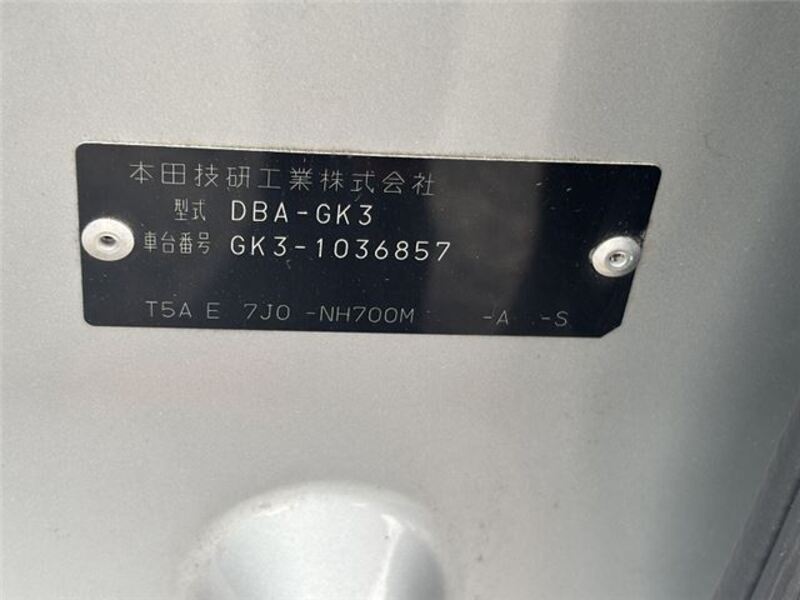 本田技研工業株式会社
型式 DBA-GK3
車台番号 GK3-1036857
T5A E 7J0 -NH700M -A -S